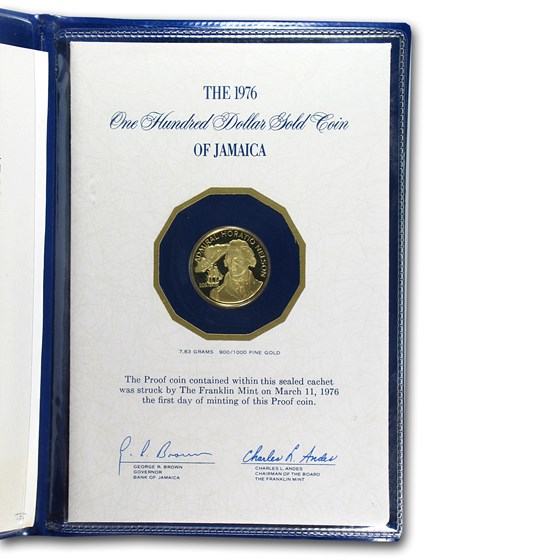 THE 1976
One Hundred Dollar Gold Coin
OF JAMAICA
ADMIRAL HORATIO NELSON
7.83 GRAMS 900/1000 FINE GOLD
The Proof coin contained within this sealed cachet
was struck by The Franklin Mint on March 11, 1976
the first day of minting of this Proof coin.
G. R. Brown
GEORGE R. BROWN
GOVERNOR
BANK OF JAMAICA
Charles L. Andes
CHARLES L. ANDES
CHAIRMAN OF THE BOARD
THE FRANKLIN MINT